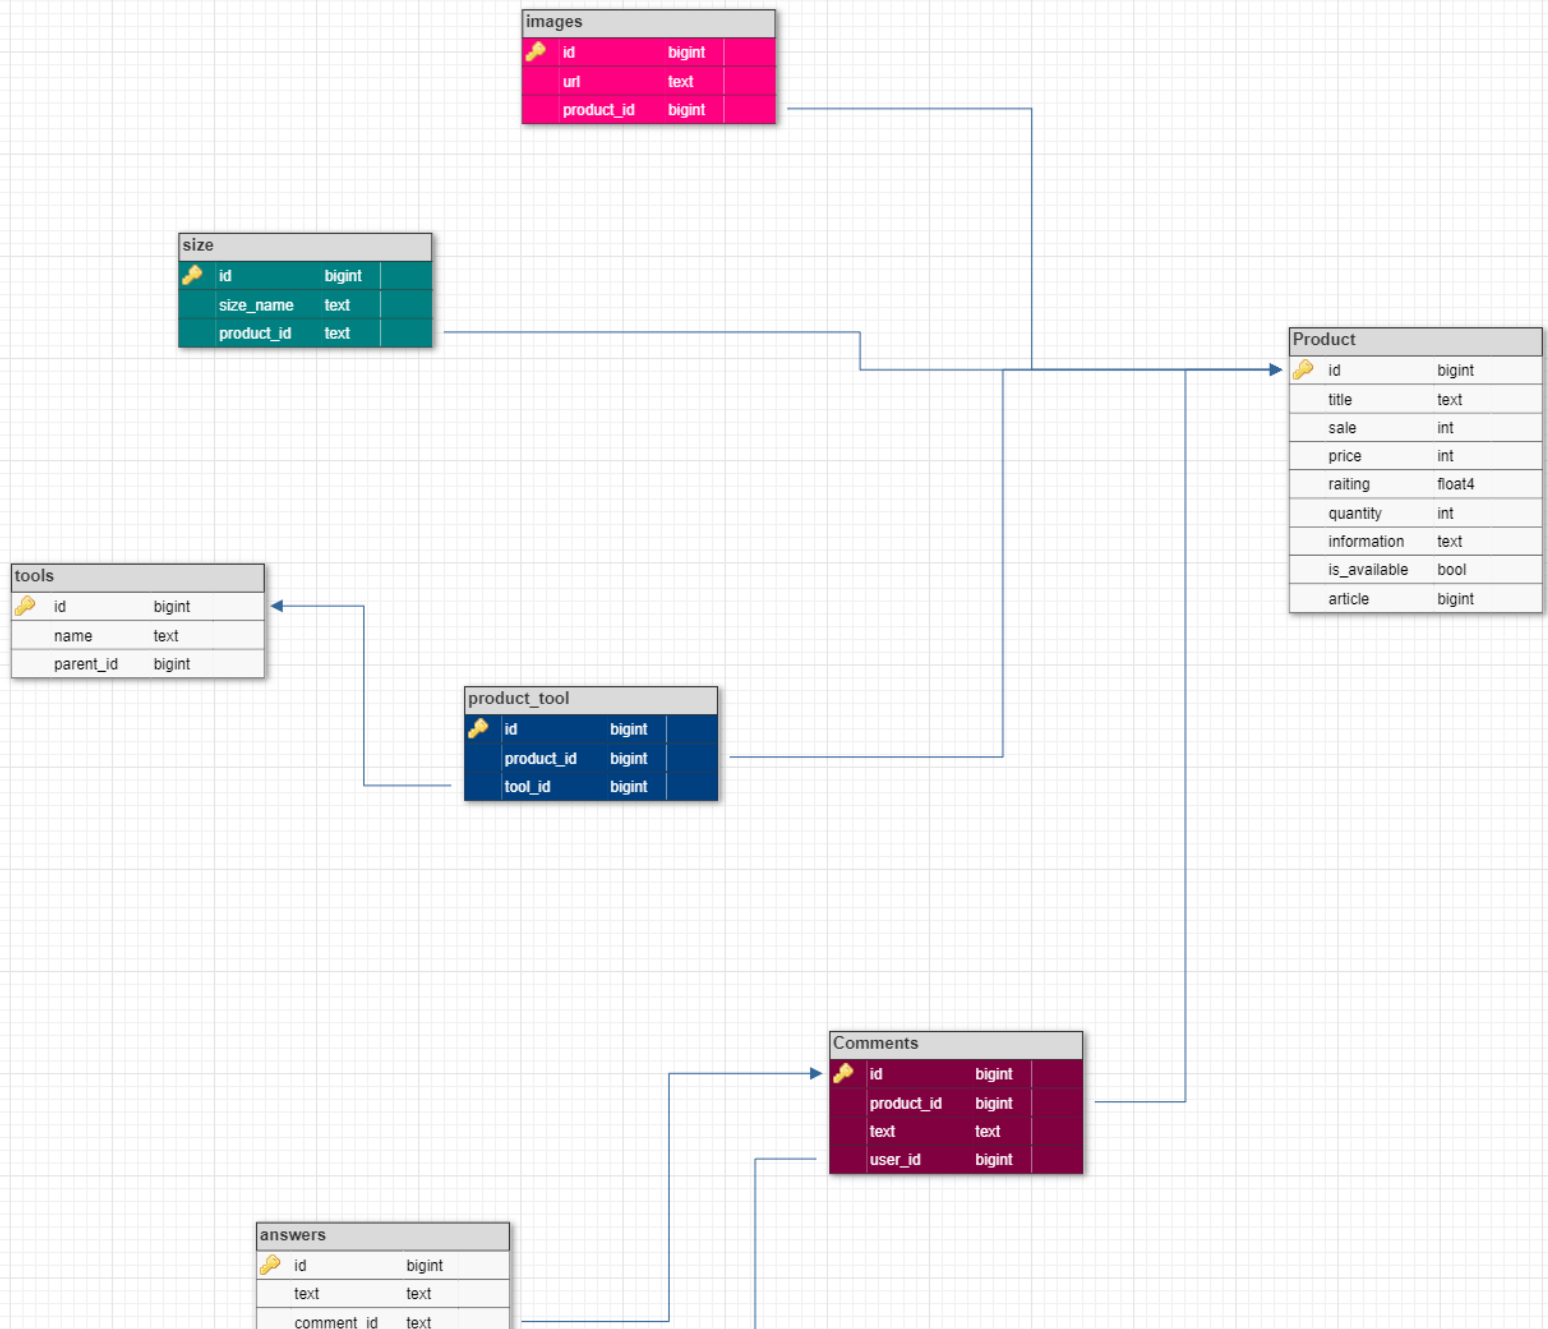 images
id bigint
url text
product_id bigint
size
id bigint
size_name text
product_id text
Product
id bigint
title text
sale int
price int
raiting float4
quantity int
information text
is_available bool
article bigint
tools
id bigint
name text
parent_id bigint
product_tool
id bigint
product_id bigint
tool_id bigint
Comments
id bigint
product_id bigint
text text
user_id bigint
answers
id bigint
text text
comment_id text